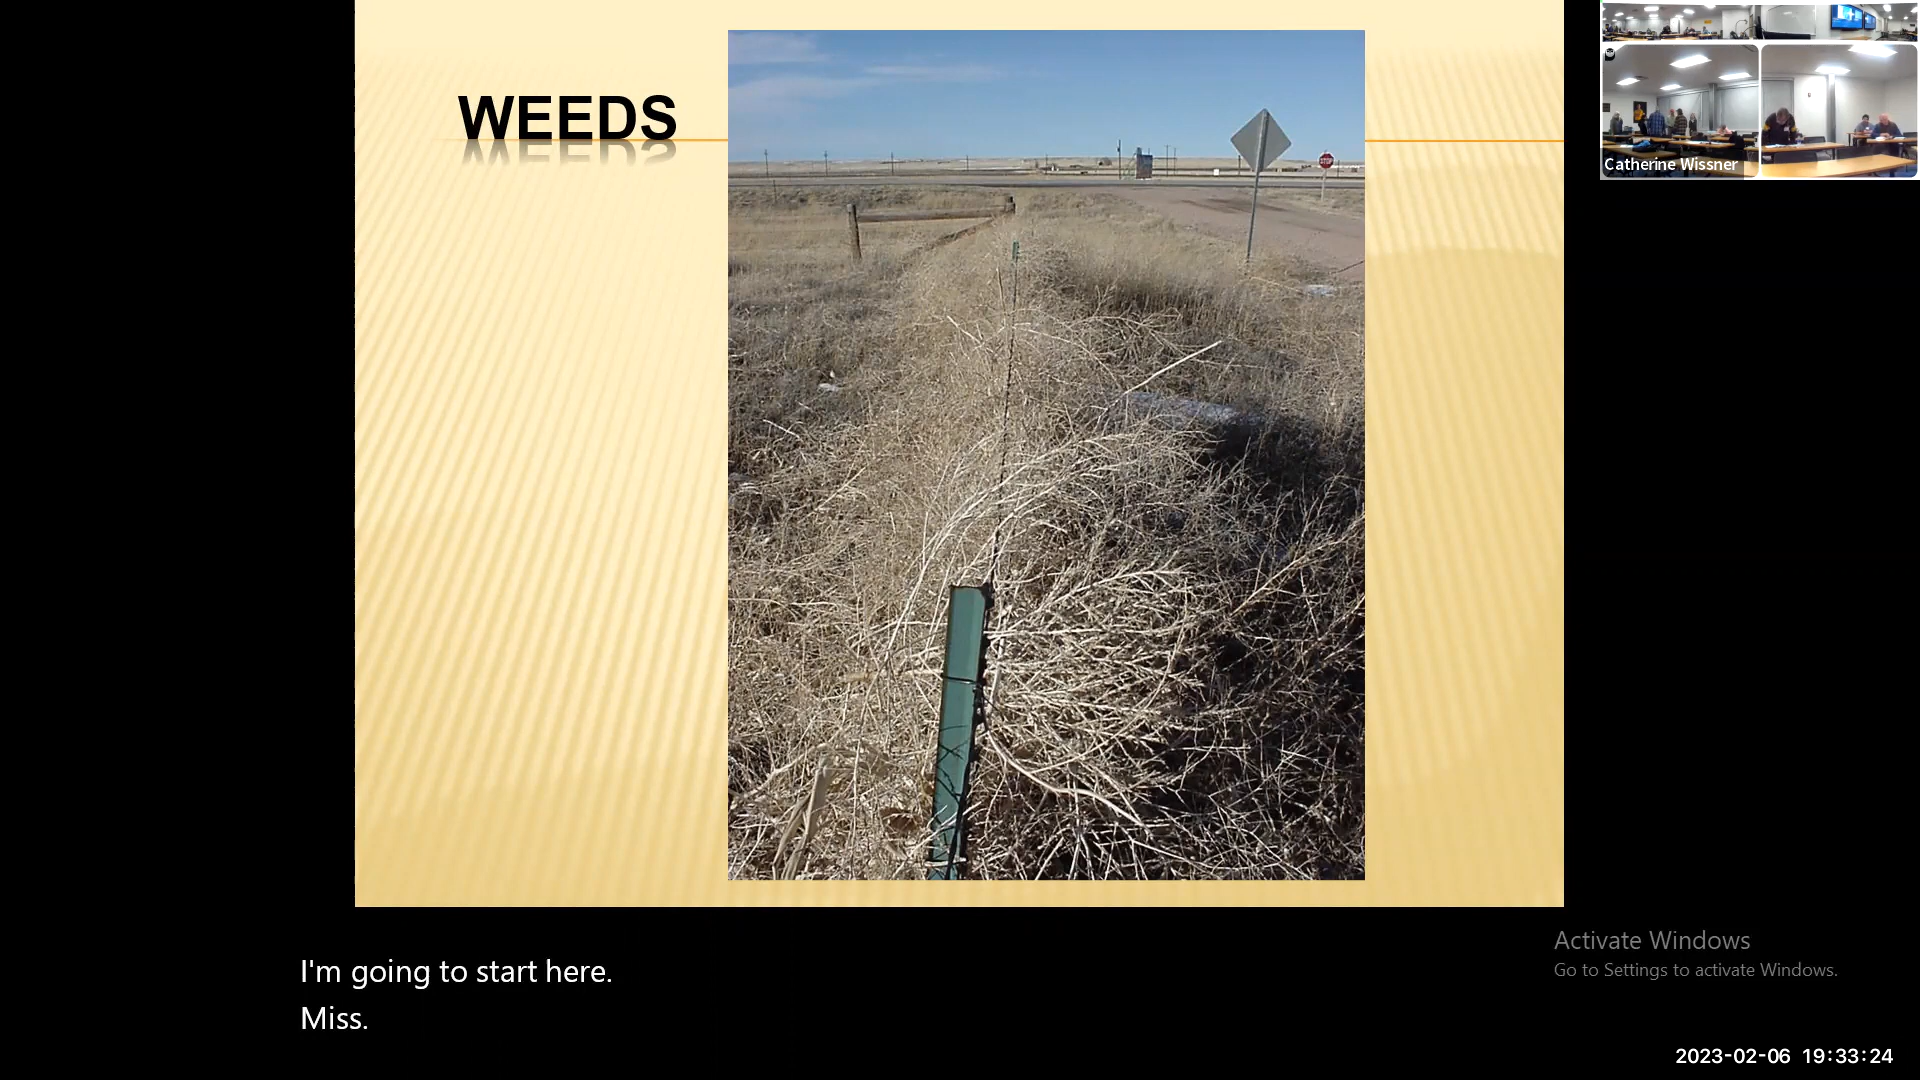 WEEDS
STOP
Catherine Wissner
I'm going to start here.
Miss.
Activate Windows
Go to Settings to activate Windows.
2023-02-06 19:33:24